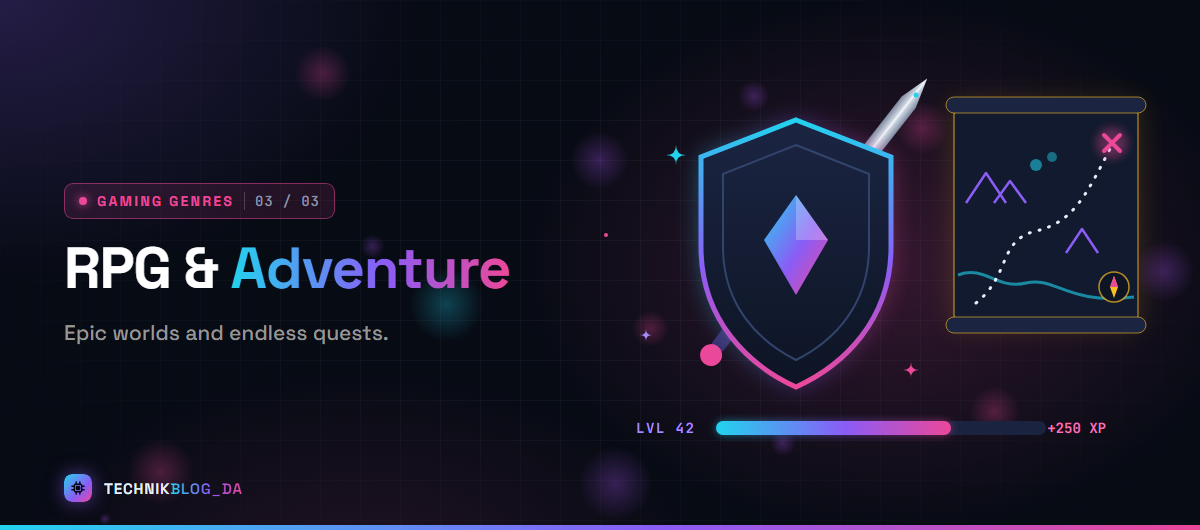 GAMING GENRES 03 / 03
RPG & Adventure
Epic worlds and endless quests.
LVL 42 +250 XP
TECHNIKBLOG_DA